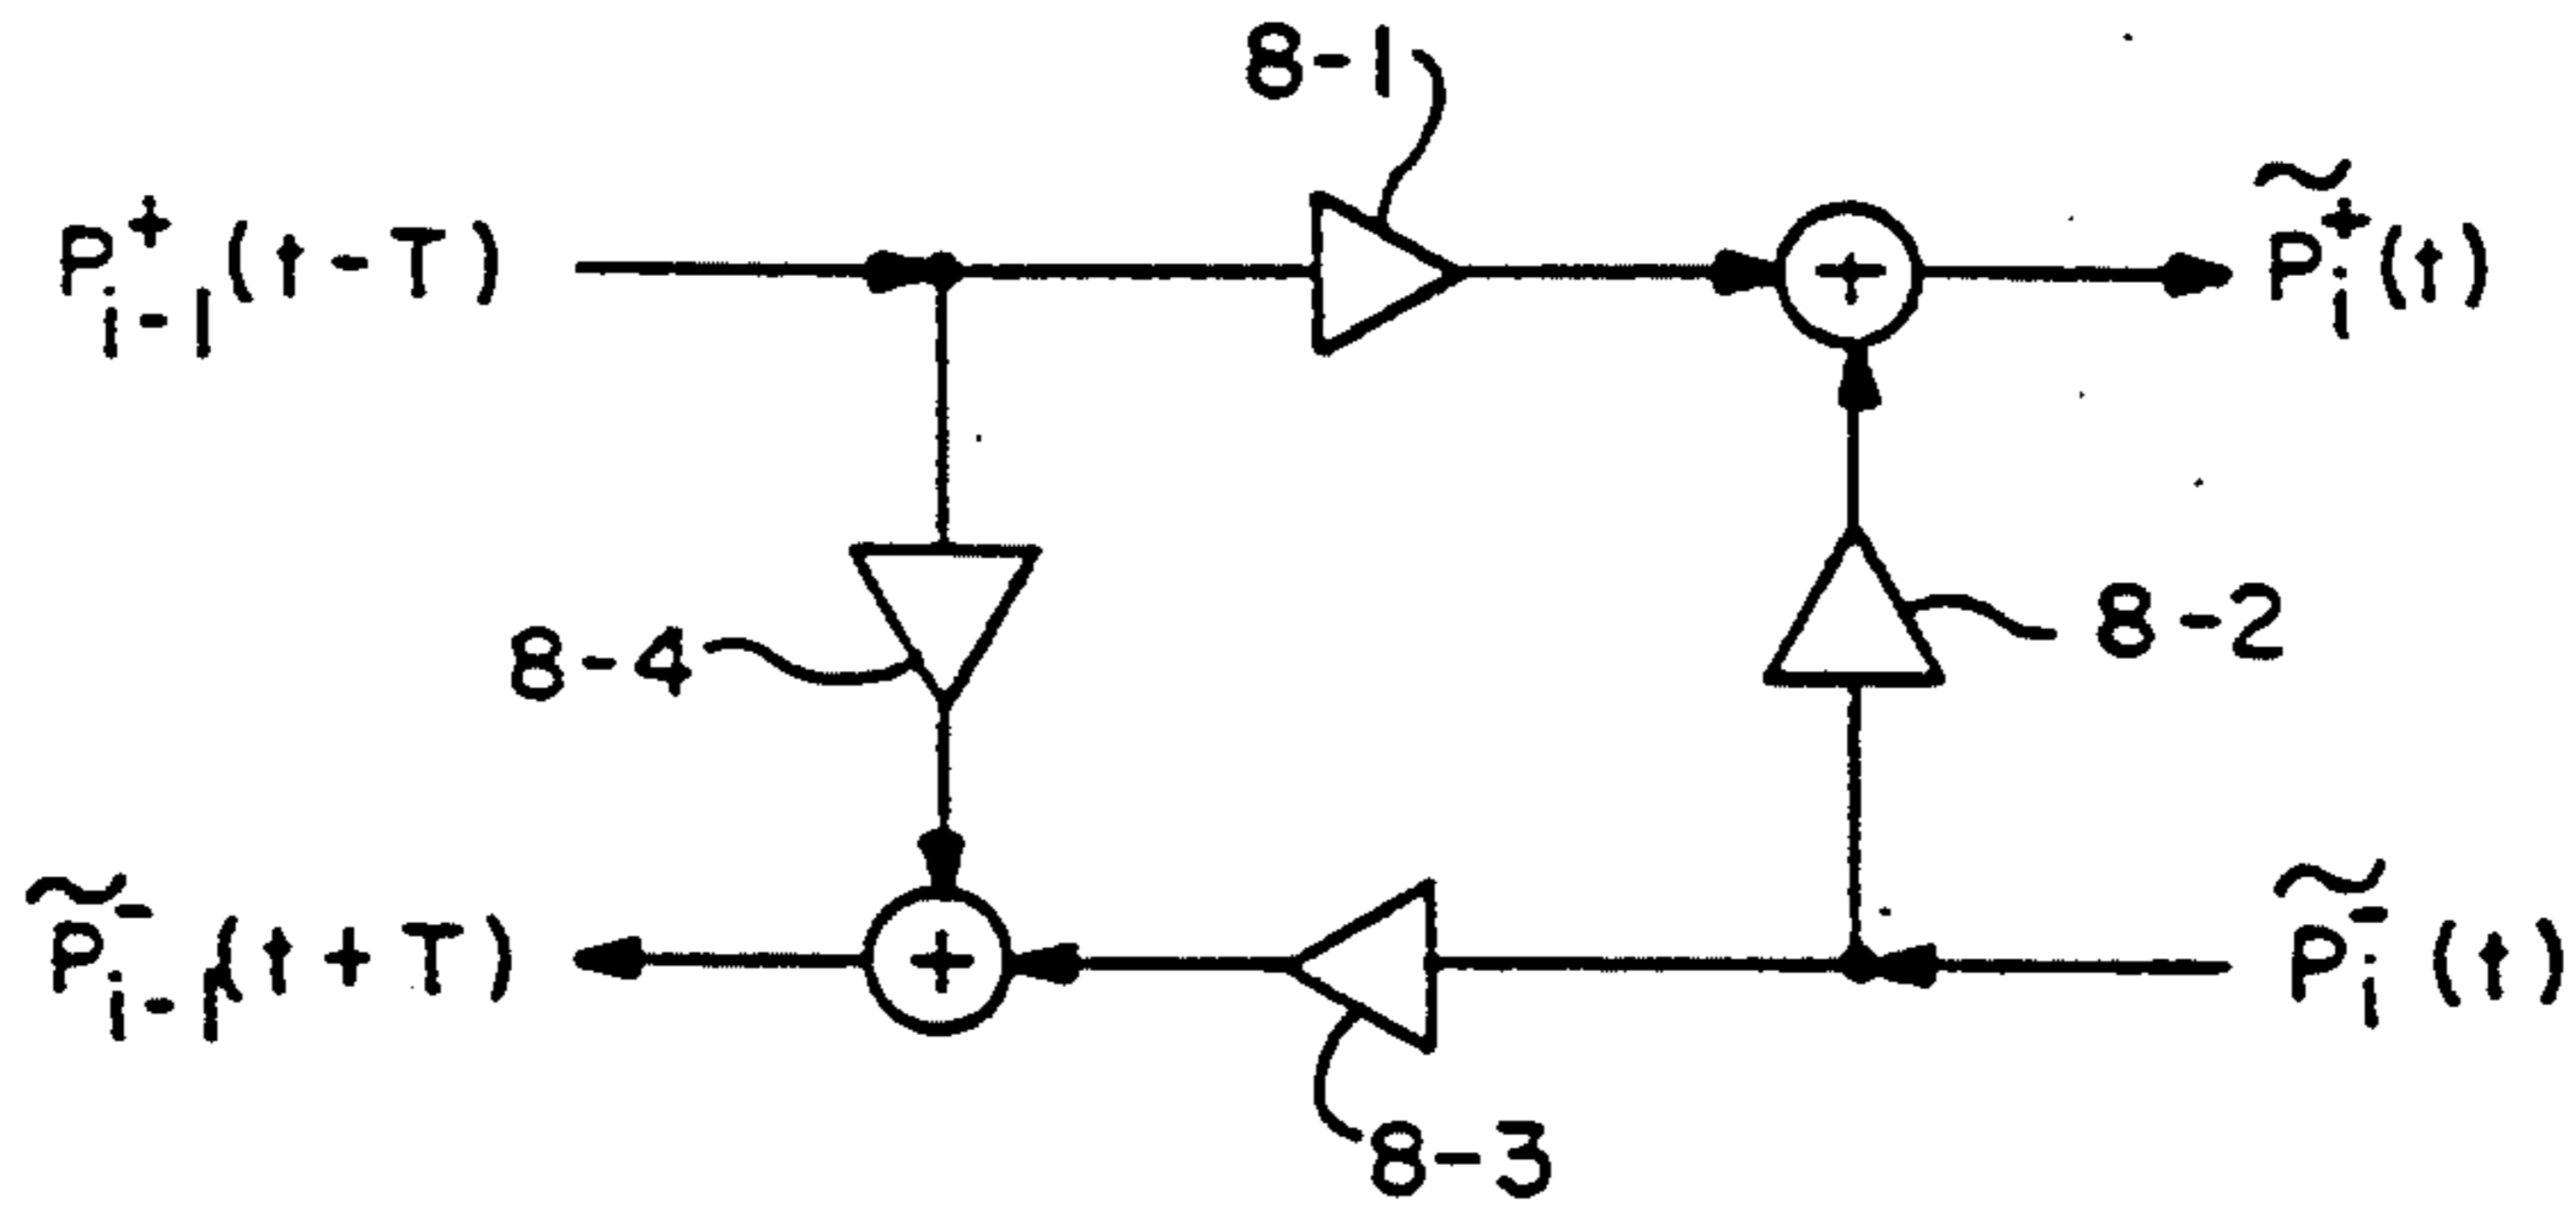 8-1
P⁺ᵢ₋₁(t-T)
+
P̃⁺ᵢ(t)
8-4
8-2
P̃⁻ᵢ₋₁(t+T)
+
P̃⁻ᵢ(t)
8-3